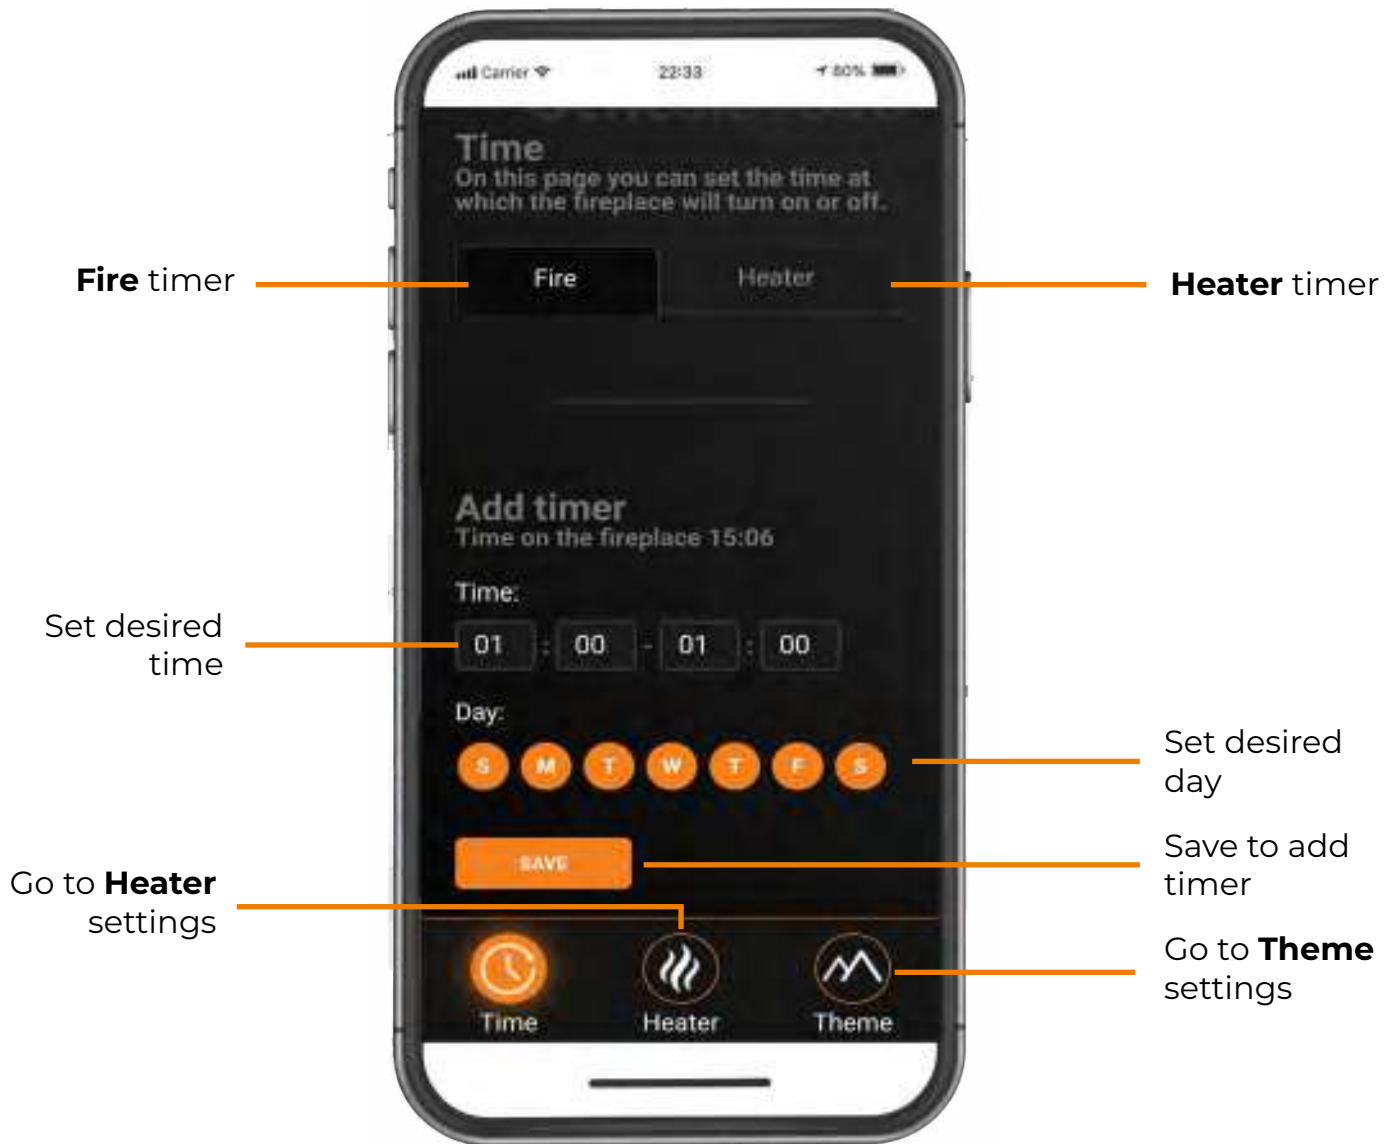 Carrier 22:33 80%
Time
On this page you can set the time at
which the fireplace will turn on or off.
Fire Heater
Fire timer
Heater timer
Add timer
Time on the fireplace 15:06
Time:
01 : 00 - 01 : 00
Set desired
time
Day:
S M T W T F S
Set desired
day
SAVE
Save to add
timer
Go to Heater
settings
Go to Theme
settings
Time Heater Theme